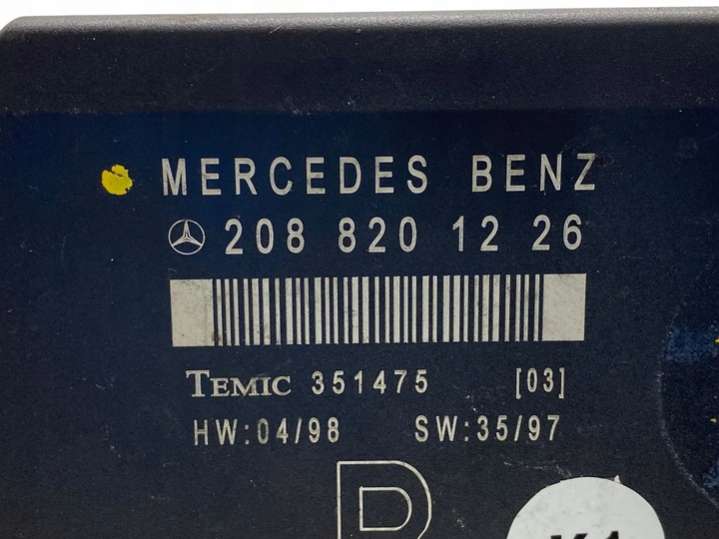 MERCEDES BENZ
208 820 12 26
TEMIC 351475 [03]
HW:04/98 SW:35/97